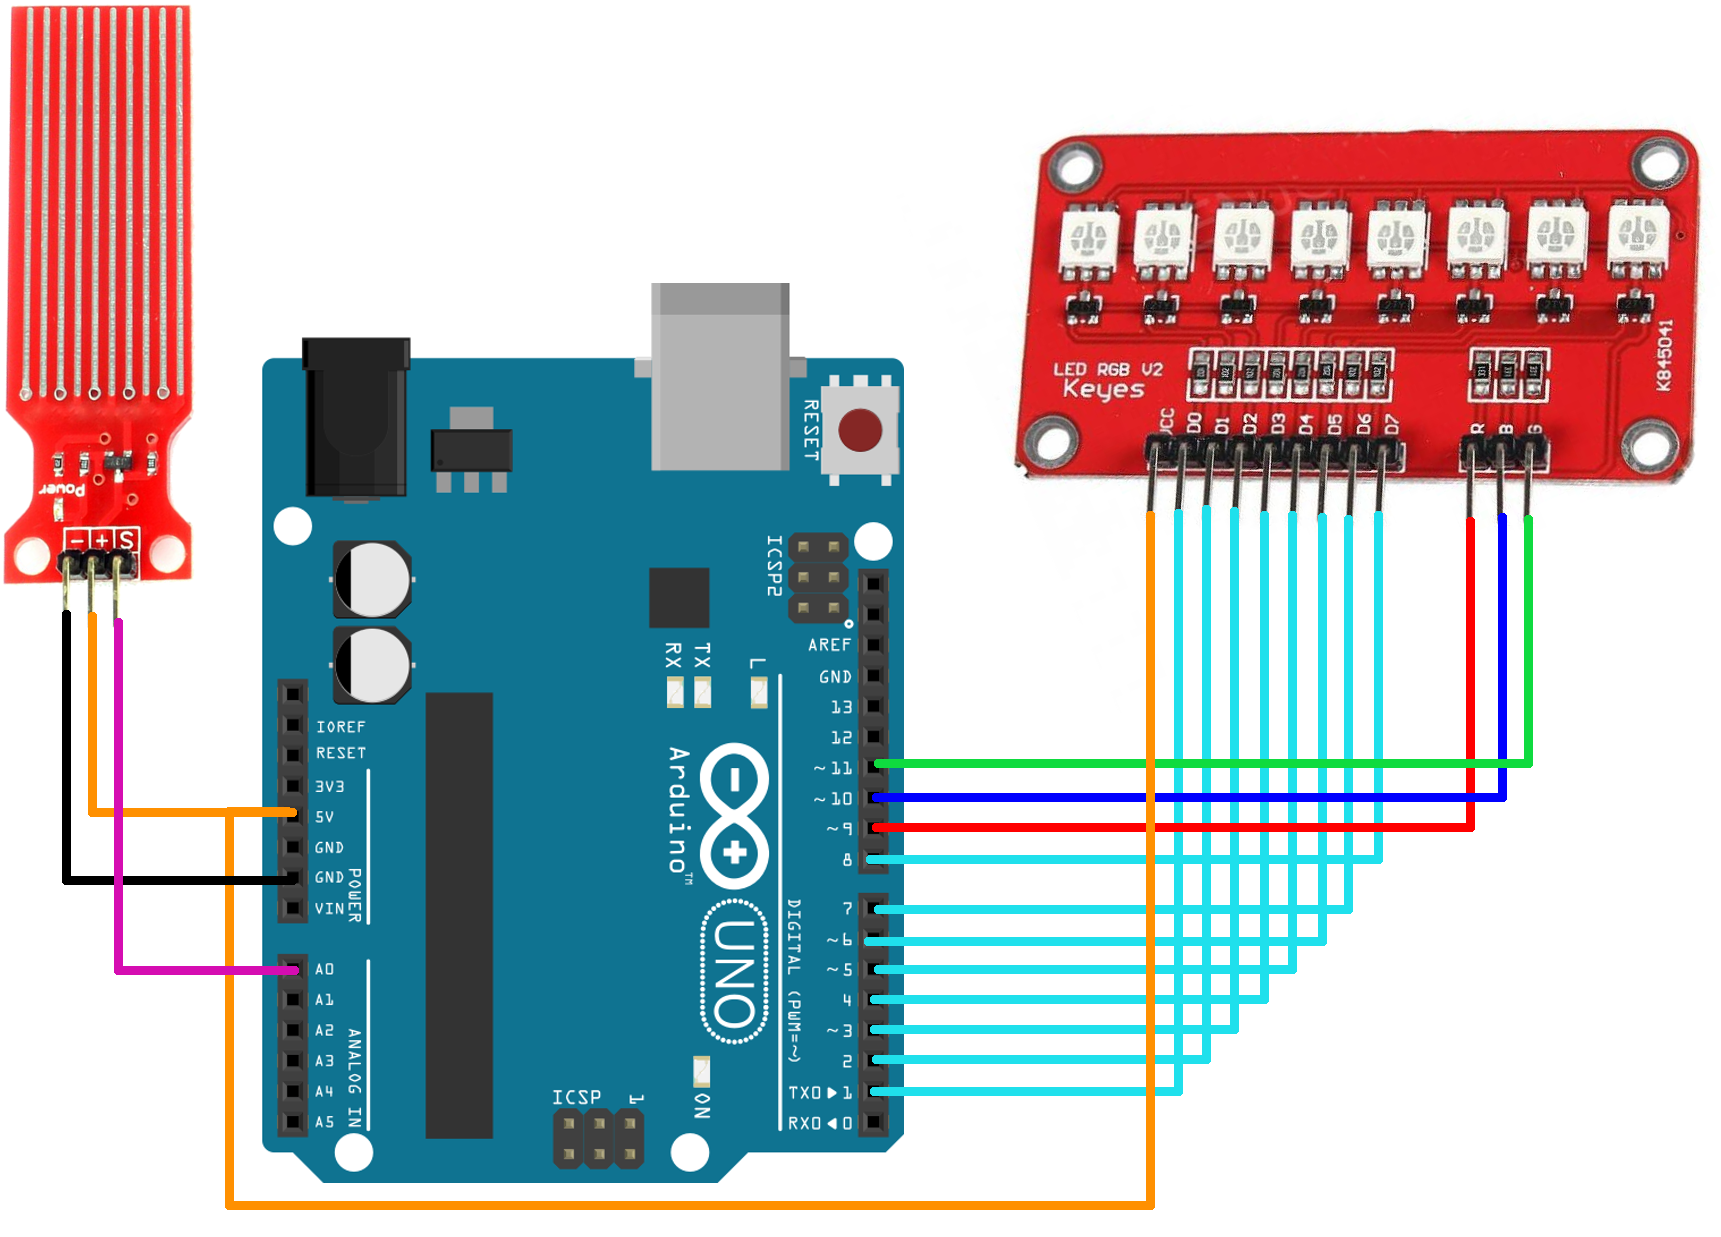 Power
- + S
RESET
ICSP2
AREF
GND
13
12
~11
~10
~9
8
7
~6
~5
4
~3
2
TX0▶1
RX0◀0
RX
TX
L
IOREF
RESET
3V3
5V
GND
GND
VIN
POWER
A0
A1
A2
A3
A4
A5
ANALOG IN
Arduino™
UNO
DIGITAL (PWM=~)
ICSP
1
ON
LED RGB V2
Keyes
K845041
VCC D0 D1 D2 D3 D4 D5 D6 D7
R B G